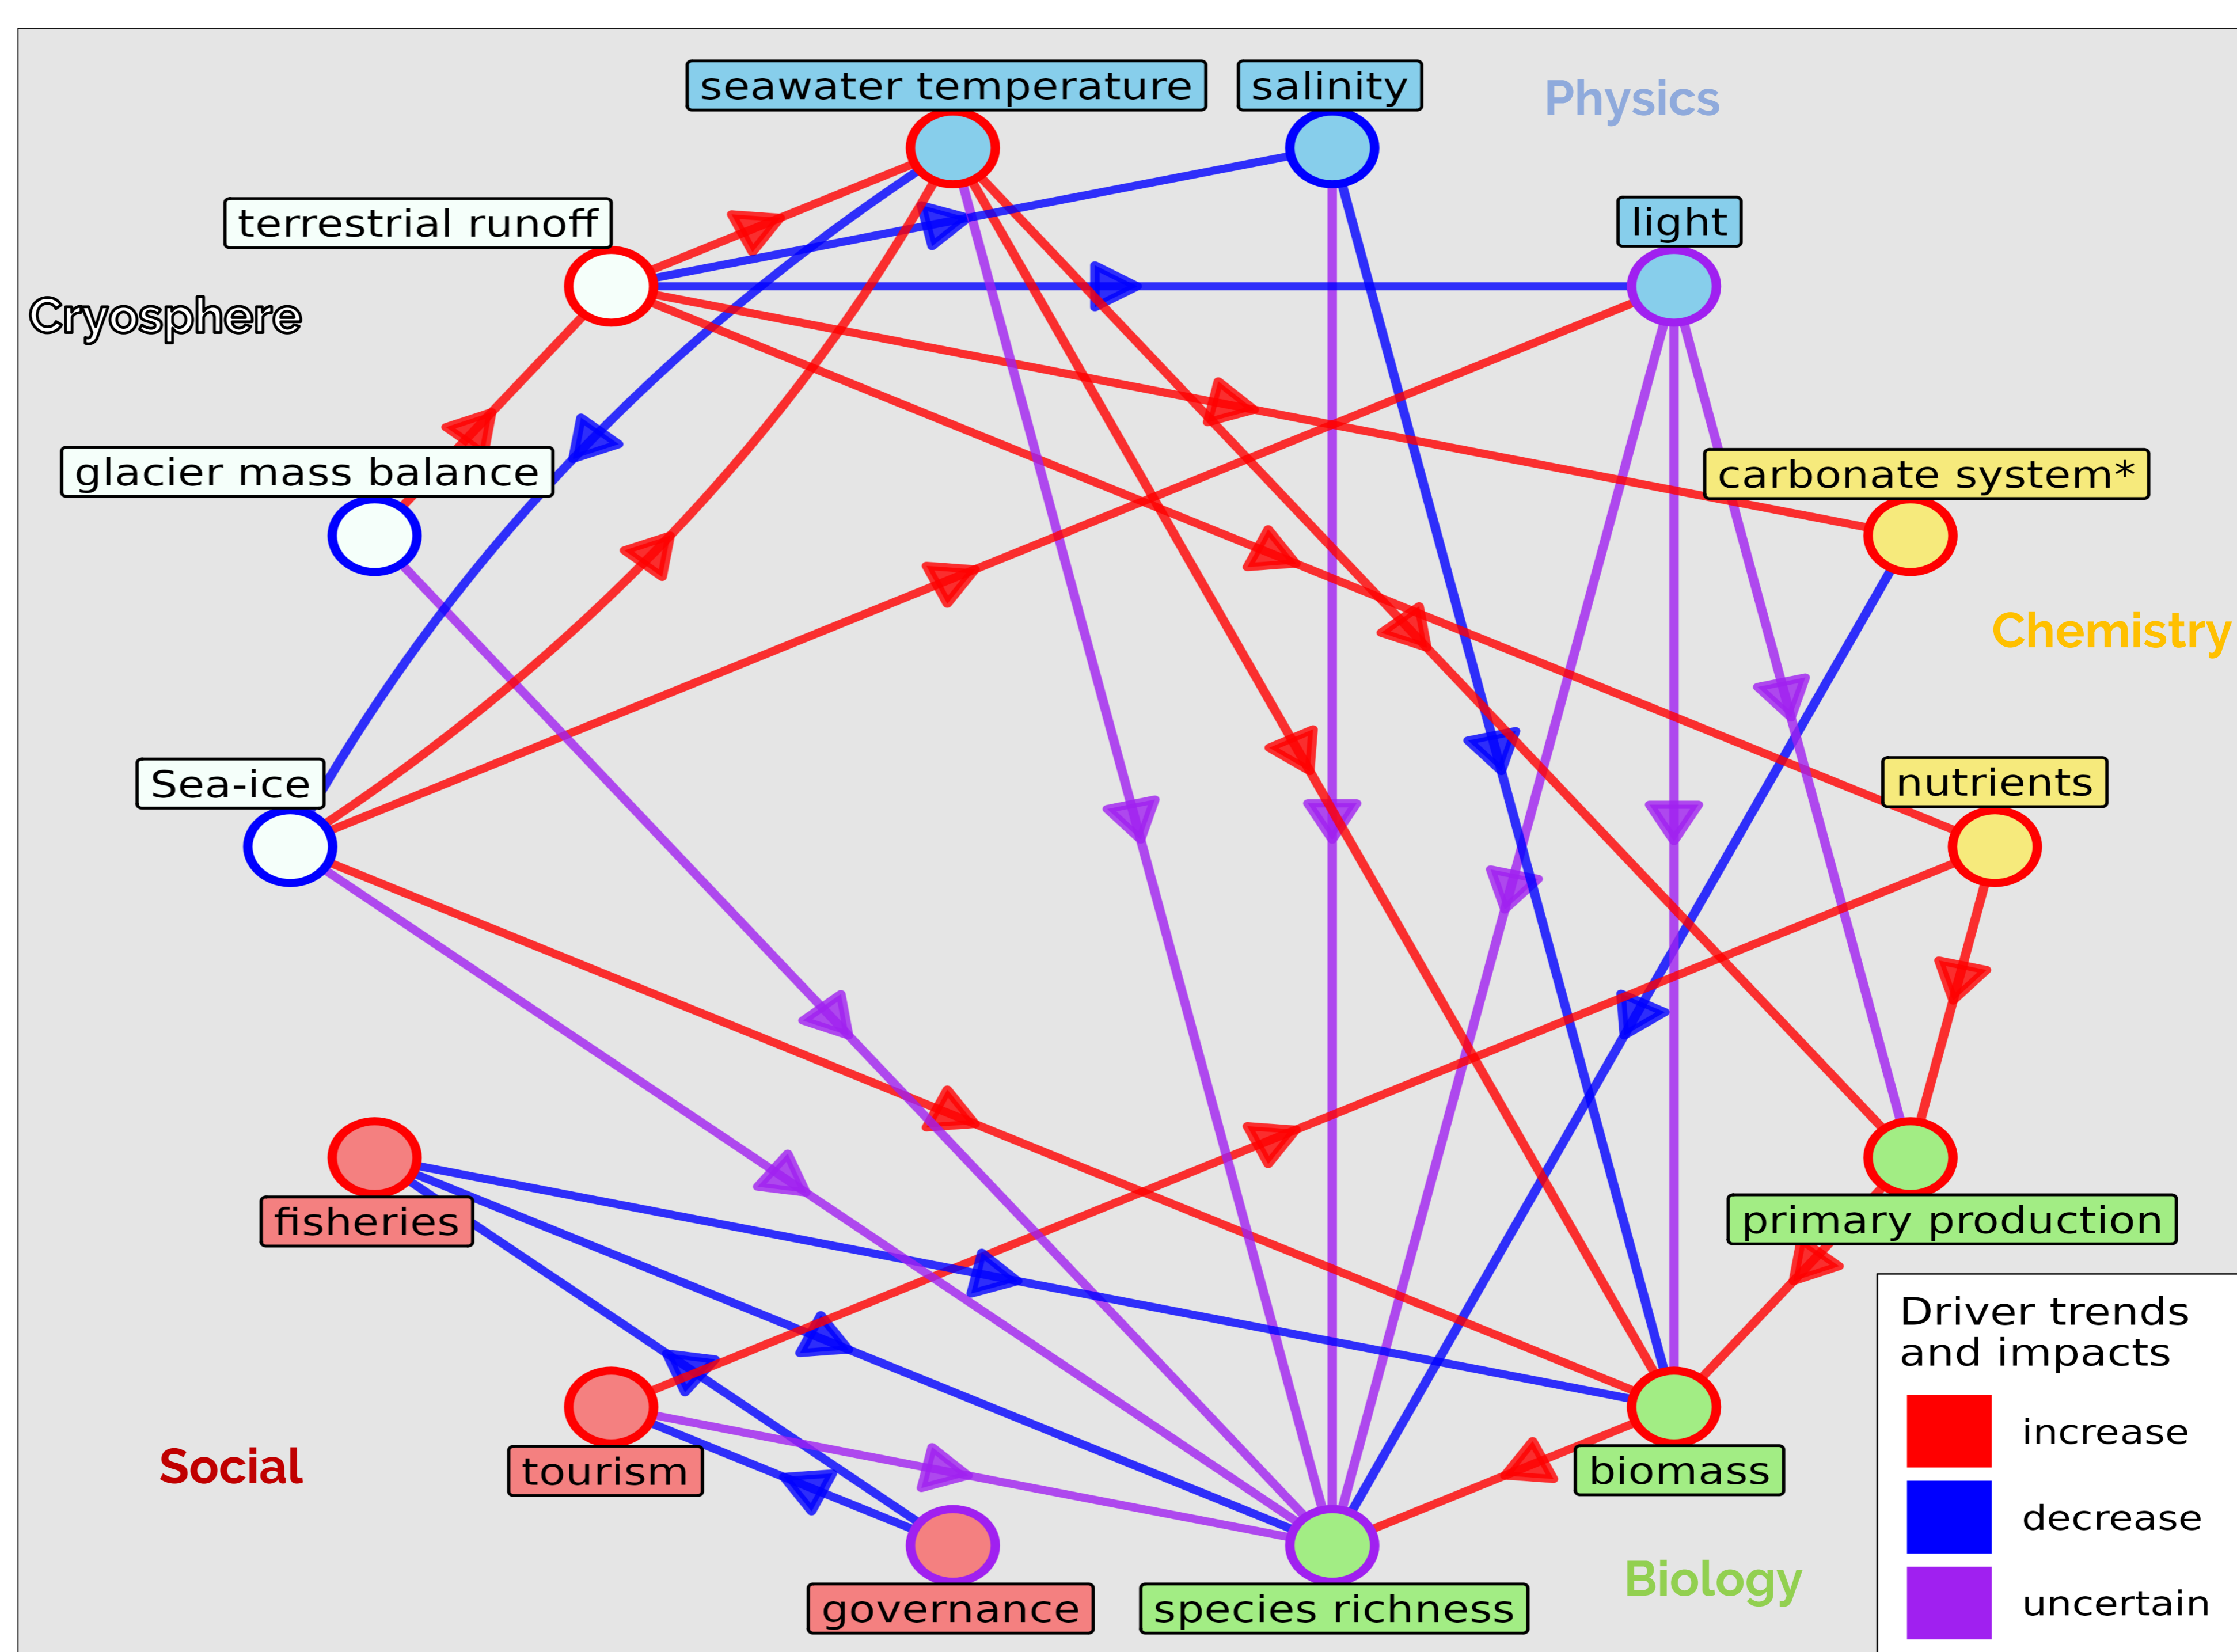 seawater temperature
salinity
Physics
terrestrial runoff
light
Cryosphere
glacier mass balance
carbonate system*
Chemistry
Sea-ice
nutrients
fisheries
primary production
Driver trends
and impacts
increase
decrease
uncertain
Social
tourism
biomass
Biology
governance
species richness